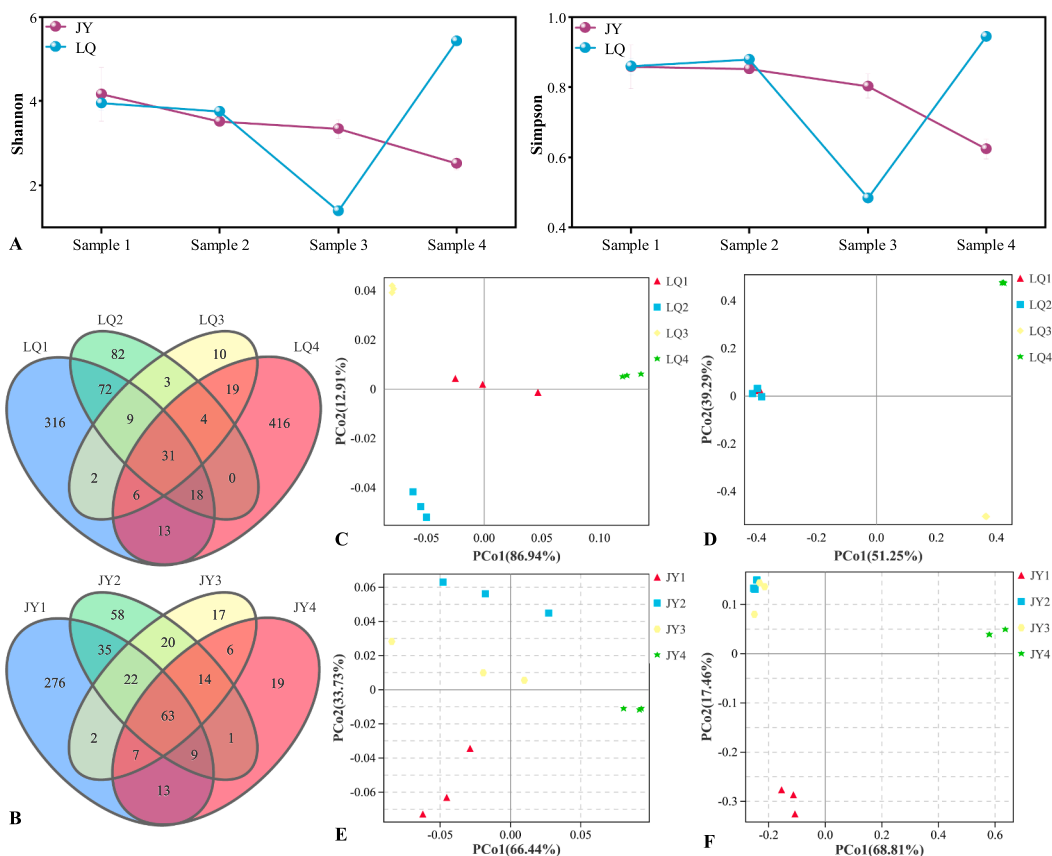 6
4
2
Shannon
JY
LQ
Sample 1
Sample 2
Sample 3
Sample 4
A
1.0
0.8
0.6
0.4
Simpson
JY
LQ
Sample 1
Sample 2
Sample 3
Sample 4
LQ1
LQ2
LQ3
LQ4
82
10
72
3
19
316
9
4
416
31
2
0
6
18
13
JY1
JY2
JY3
JY4
58
17
35
20
6
276
22
14
19
63
2
1
7
9
13
B
0.04
0.02
0
-0.02
-0.04
PCo2(12.91%)
-0.05
0.00
0.05
0.10
PCo1(86.94%)
LQ1
LQ2
LQ3
LQ4
C
0.4
0.2
0
-0.2
-0.4
PCo2(39.29%)
-0.4
-0.2
0.0
0.2
0.4
PCo1(51.25%)
LQ1
LQ2
LQ3
LQ4
D
0.06
0.04
0.02
0
-0.02
-0.04
-0.06
PCo2(33.73%)
-0.05
0.00
0.05
PCo1(66.44%)
JY1
JY2
JY3
JY4
E
0.1
0
-0.1
-0.2
-0.3
PCo2(17.46%)
-0.2
0.0
0.2
0.4
0.6
PCo1(68.81%)
JY1
JY2
JY3
JY4
F